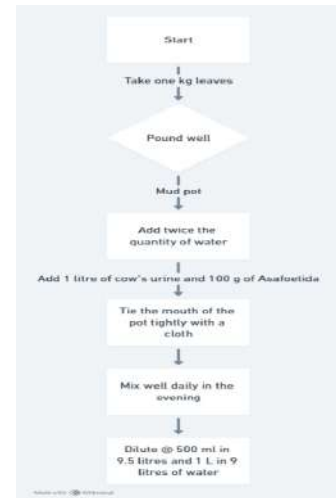 Start
Take one kg leaves
Pound well
Mud pot
Add twice the
quantity of water
Add 1 litre of cow's urine and 100 g of Asafoetida
Tie the mouth of the
pot tightly with a
cloth
Mix well daily in the
evening
Dilute @ 500 ml in
9.5 litres and 1 L in 9
litres of water